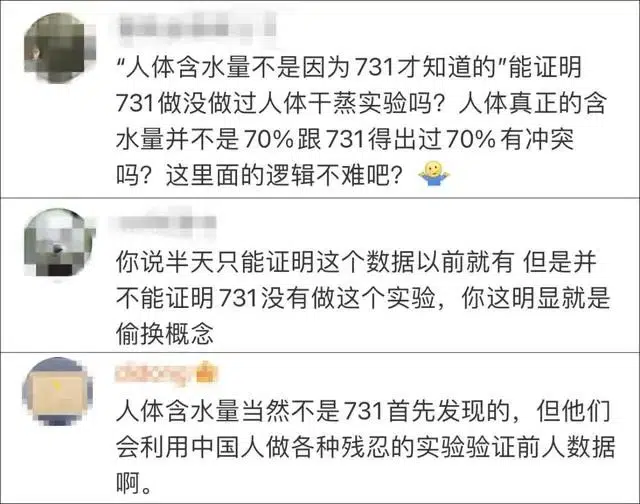 “人体含水量不是因为731才知道的”能证明
731做没做过人体干蒸实验吗？人体真正的含
水量并不是70%跟731得出过70%有冲突
吗？这里面的逻辑不难吧？🤷‍♂️
你说半天只能证明这个数据以前就有 但是并
不能证明731没有做这个实验，你这明显就是
偷换概念
人体含水量当然不是731首先发现的，但他们
会利用中国人做各种残忍的实验验证前人数据
啊。